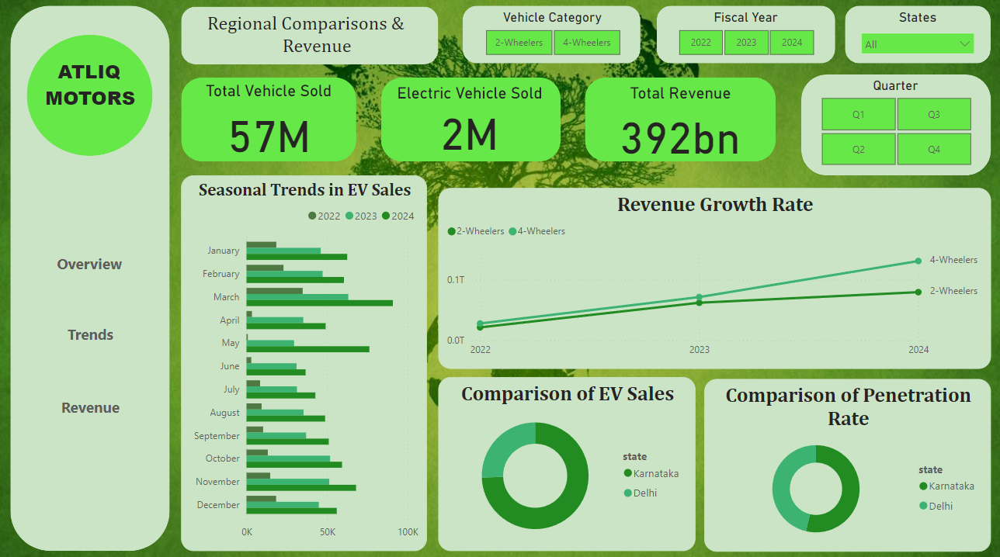 ATLIQ
MOTORS
Overview
Trends
Revenue
Regional Comparisons &
Revenue
Vehicle Category
2-Wheelers
4-Wheelers
Fiscal Year
2022
2023
2024
States
All
Total Vehicle Sold
57M
Electric Vehicle Sold
2M
Total Revenue
392bn
Quarter
Q1
Q3
Q2
Q4
Seasonal Trends in EV Sales
2022 2023 2024
January
February
March
April
May
June
July
August
September
October
November
December
0K 50K 100K
Revenue Growth Rate
2-Wheelers 4-Wheelers
0.1T
0.0T
4-Wheelers
2-Wheelers
2022 2023 2024
Comparison of EV Sales
state
Karnataka
Delhi
Comparison of Penetration
Rate
state
Karnataka
Delhi